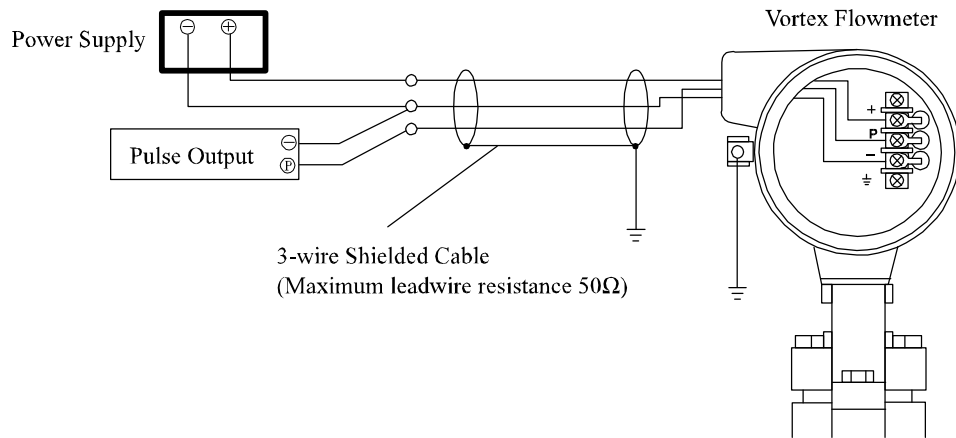 Vortex Flowmeter
Power Supply
− +
+
Pulse Output
−
P
P
−
3-wire Shielded Cable
(Maximum leadwire resistance 50Ω)